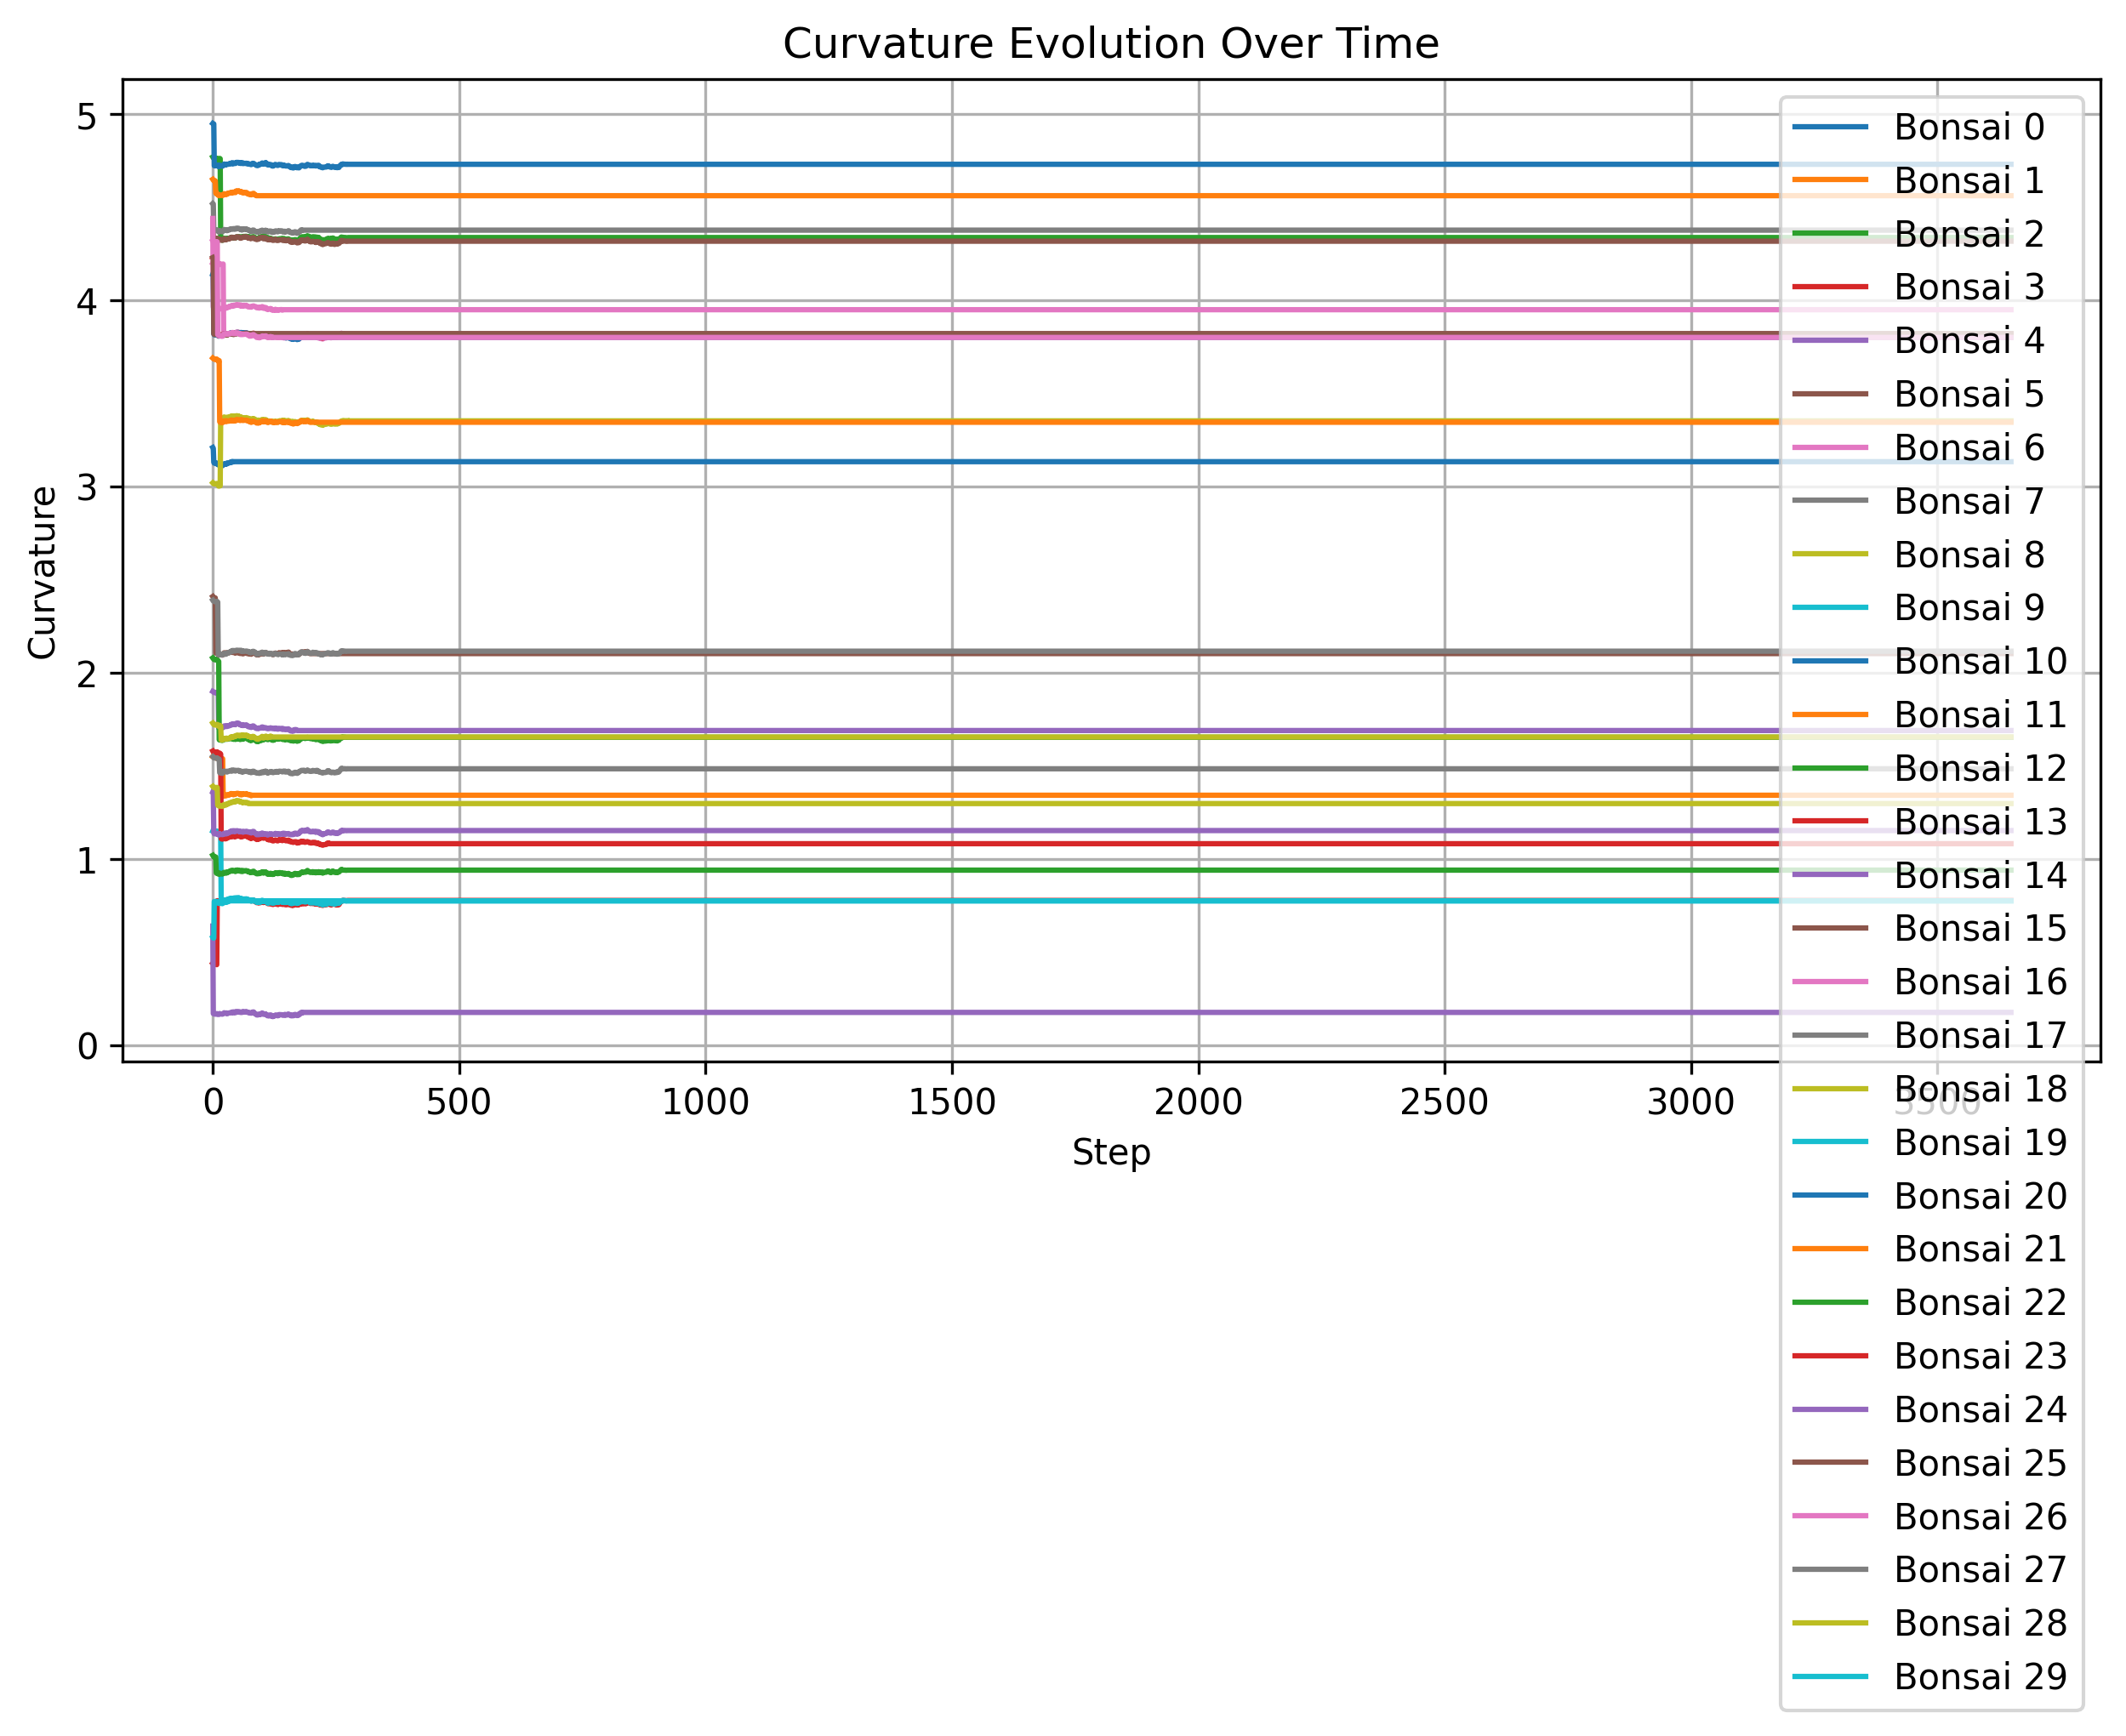 Curvature Evolution Over Time
Curvature
5
4
3
2
1
0
0 500 1000 1500 2000 2500 3000 3500
Step
Bonsai 0
Bonsai 1
Bonsai 2
Bonsai 3
Bonsai 4
Bonsai 5
Bonsai 6
Bonsai 7
Bonsai 8
Bonsai 9
Bonsai 10
Bonsai 11
Bonsai 12
Bonsai 13
Bonsai 14
Bonsai 15
Bonsai 16
Bonsai 17
Bonsai 18
Bonsai 19
Bonsai 20
Bonsai 21
Bonsai 22
Bonsai 23
Bonsai 24
Bonsai 25
Bonsai 26
Bonsai 27
Bonsai 28
Bonsai 29